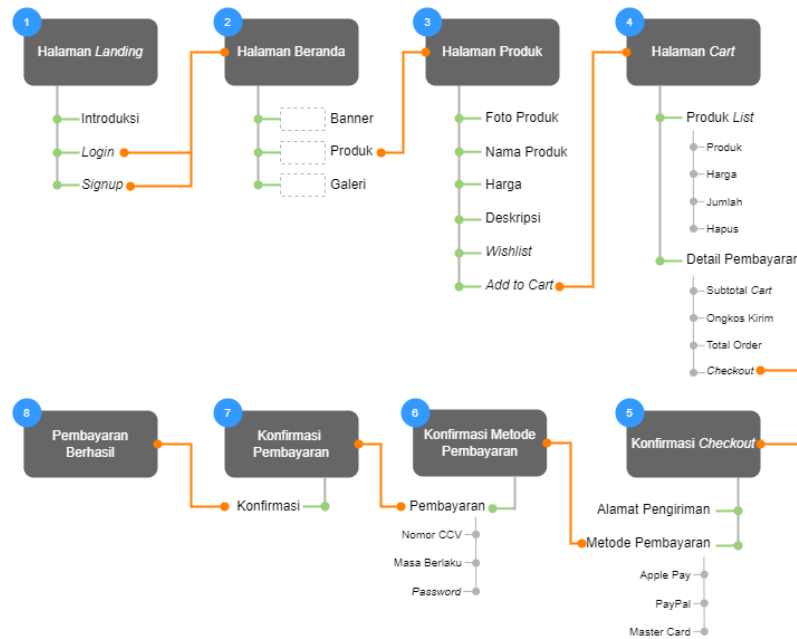 1
Halaman Landing
Introduksi
Login
Signup
2
Halaman Beranda
Banner
Produk
Galeri
3
Halaman Produk
Foto Produk
Nama Produk
Harga
Deskripsi
Wishlist
Add to Cart
4
Halaman Cart
Produk List
Produk
Harga
Jumlah
Hapus
Detail Pembayaran
Subtotal Cart
Ongkos Kirim
Total Order
Checkout
8
Pembayaran
Berhasil
7
Konfirmasi
Pembayaran
Konfirmasi
6
Konfirmasi Metode
Pembayaran
Pembayaran
Nomor CCV
Masa Berlaku
Password
5
Konfirmasi Checkout
Alamat Pengiriman
Metode Pembayaran
Apple Pay
PayPal
Master Card